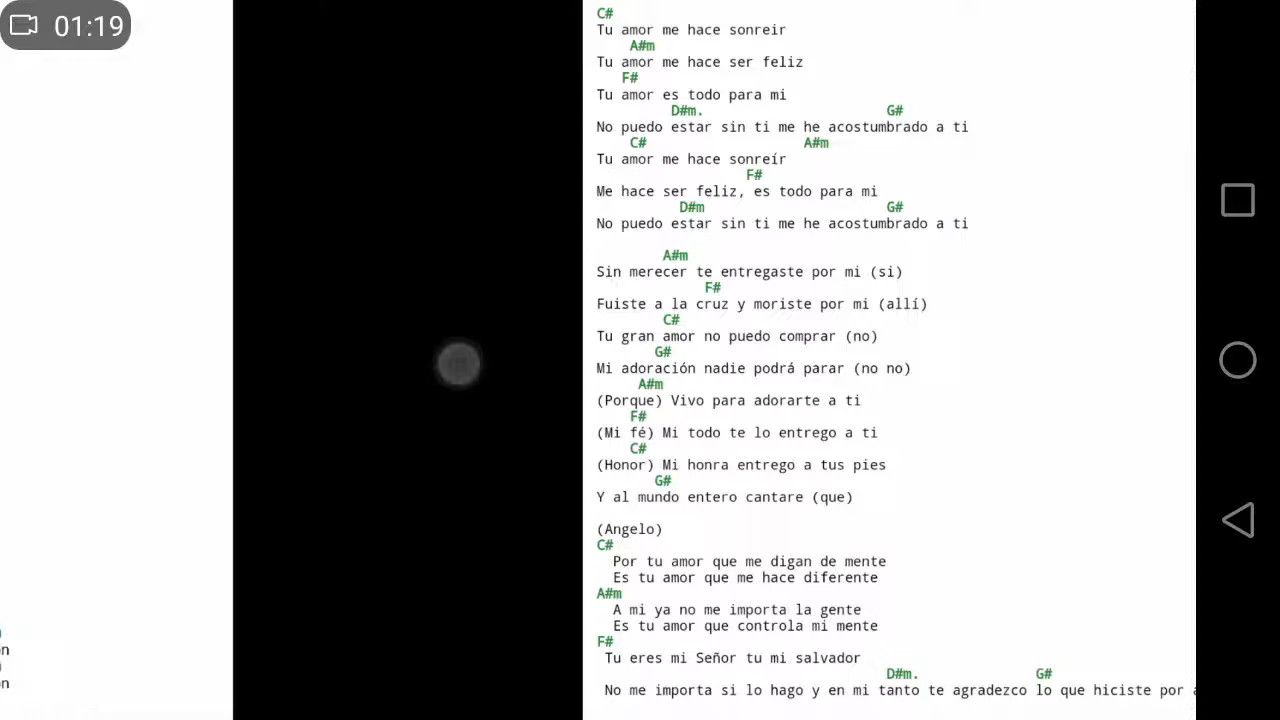 01:19
n
n
C#
Tu amor me hace sonreir
A#m
Tu amor me hace ser feliz
F#
Tu amor es todo para mi
D#m. G#
No puedo estar sin ti me he acostumbrado a ti
C# A#m
Tu amor me hace sonreír
F#
Me hace ser feliz, es todo para mi
D#m G#
No puedo estar sin ti me he acostumbrado a ti
A#m
Sin merecer te entregaste por mi (si)
F#
Fuiste a la cruz y moriste por mi (allí)
C#
Tu gran amor no puedo comprar (no)
G#
Mi adoración nadie podrá parar (no no)
A#m
(Porque) Vivo para adorarte a ti
F#
(Mi fé) Mi todo te lo entrego a ti
C#
(Honor) Mi honra entrego a tus pies
G#
Y al mundo entero cantare (que)
(Angelo)
C#
Por tu amor que me digan de mente
Es tu amor que me hace diferente
A#m
A mi ya no me importa la gente
Es tu amor que controla mi mente
F#
Tu eres mi Señor tu mi salvador
D#m. G#
No me importa si lo hago y en mi tanto te agradezco lo que hiciste por